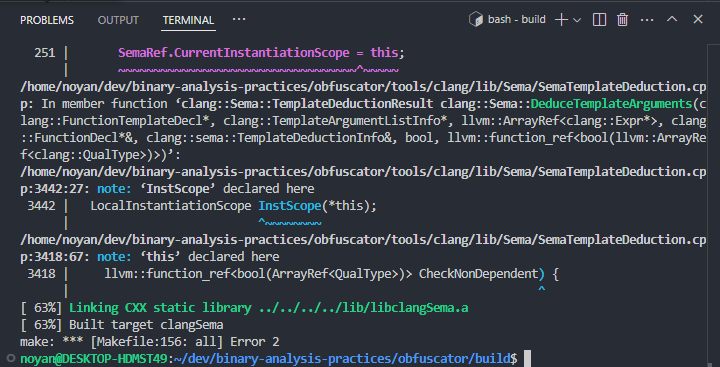 PROBLEMS OUTPUT TERMINAL bash - build
251 | SemaRef.CurrentInstantiationScope = this;
| ~~~~~~~~~~~~~~~~~~~~~~~~~~~~~~~~~~^~~~~~
/home/noyan/dev/binary-analysis-practices/obfuscator/tools/clang/lib/Sema/SemaTemplateDeduction.cp
p: In member function ‘clang::Sema::TemplateDeductionResult clang::Sema::DeduceTemplateArguments(c
lang::FunctionTemplateDecl*, clang::TemplateArgumentListInfo*, llvm::ArrayRef<clang::Expr*>, clang
::FunctionDecl*&, clang::sema::TemplateDeductionInfo&, bool, llvm::function_ref<bool(llvm::ArrayRe
f<clang::QualType>)>)’:
/home/noyan/dev/binary-analysis-practices/obfuscator/tools/clang/lib/Sema/SemaTemplateDeduction.cp
p:3442:27: note: ‘InstScope’ declared here
3442 | LocalInstantiationScope InstScope(*this);
| ^~~~~~~~~
/home/noyan/dev/binary-analysis-practices/obfuscator/tools/clang/lib/Sema/SemaTemplateDeduction.cp
p:3418:67: note: ‘this’ declared here
3418 | llvm::function_ref<bool(ArrayRef<QualType>)> CheckNonDependent) {
| ^
[ 63%] Linking CXX static library ../../../../lib/libclangSema.a
[ 63%] Built target clangSema
make: *** [Makefile:156: all] Error 2
noyan@DESKTOP-HDMST49:~/dev/binary-analysis-practices/obfuscator/build$